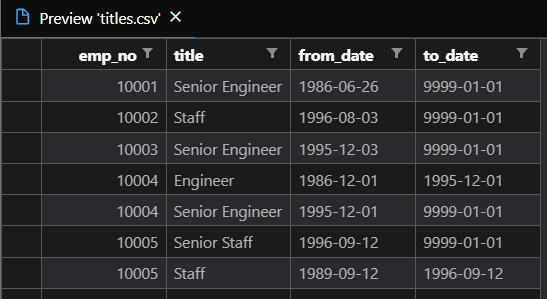 Preview 'titles.csv' ×
emp_no title from_date to_date
10001 Senior Engineer 1986-06-26 9999-01-01
10002 Staff 1996-08-03 9999-01-01
10003 Senior Engineer 1995-12-03 9999-01-01
10004 Engineer 1986-12-01 1995-12-01
10004 Senior Engineer 1995-12-01 9999-01-01
10005 Senior Staff 1996-09-12 9999-01-01
10005 Staff 1989-09-12 1996-09-12